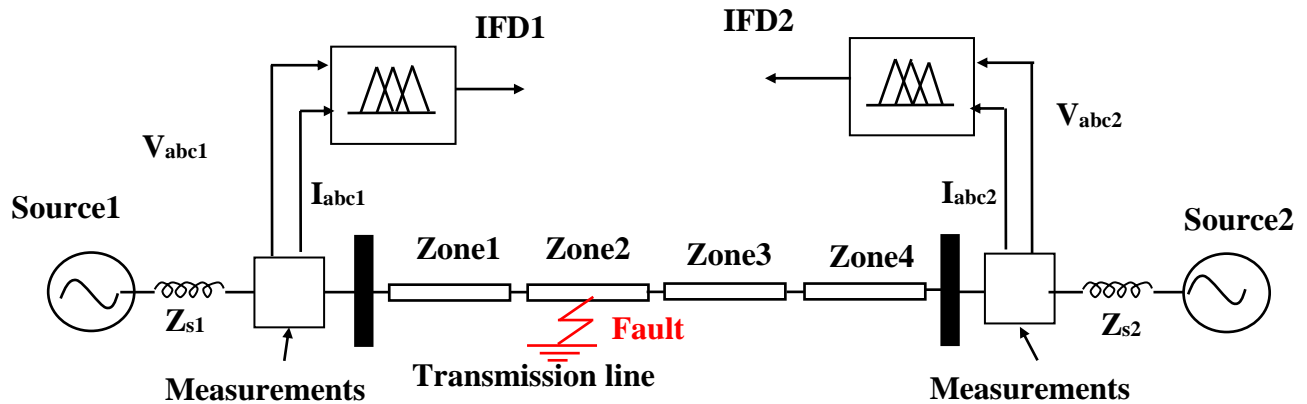 IFD1
IFD2
Vabc1
Vabc2
Iabc1
Iabc2
Source1
Source2
Zone1
Zone2
Zone3
Zone4
Zs1
Zs2
Fault
Transmission line
Measurements
Measurements